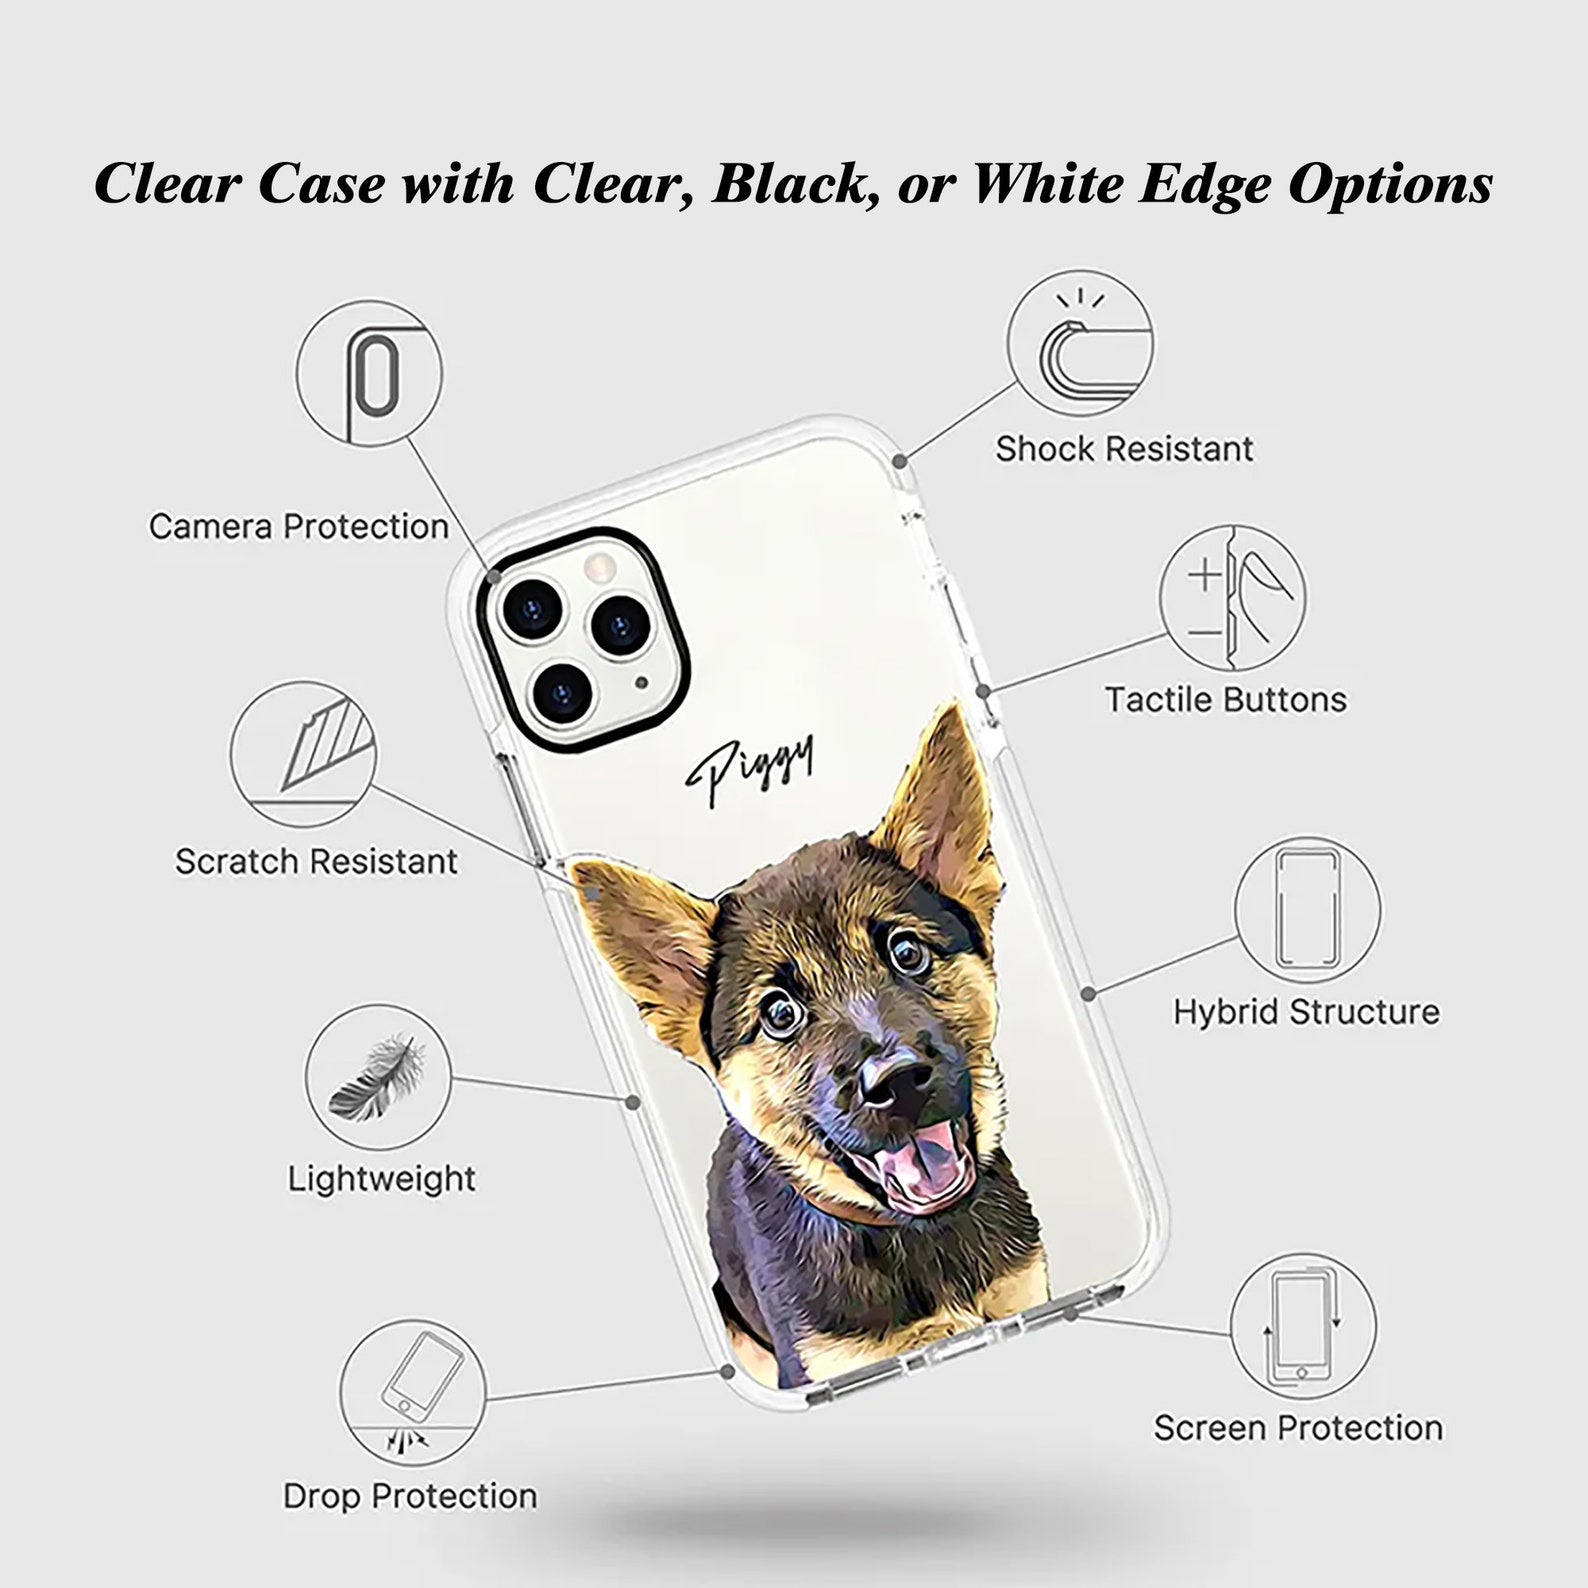 Clear Case with Clear, Black, or White Edge Options
Shock Resistant
Camera Protection
Tactile Buttons
Piggy
Scratch Resistant
Hybrid Structure
Lightweight
Screen Protection
Drop Protection